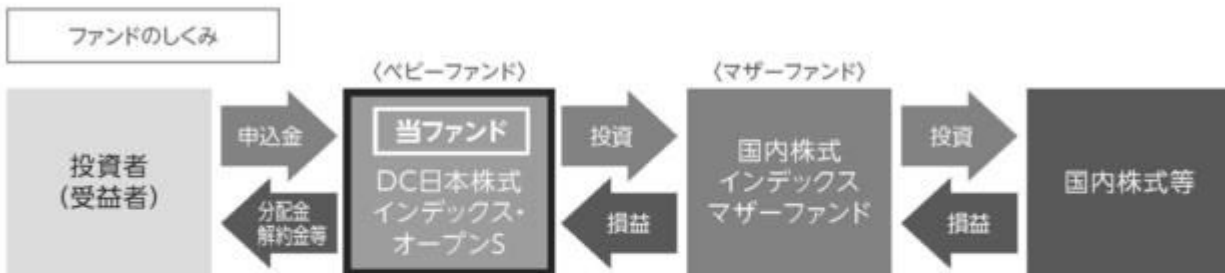 ファンドのしくみ
〈ベビーファンド〉
〈マザーファンド〉
投資者
(受益者)
申込金
分配金
解約金等
当ファンド
DC日本株式
インデックス・
オープンS
投資
損益
国内株式
インデックス
マザーファンド
投資
損益
国内株式等